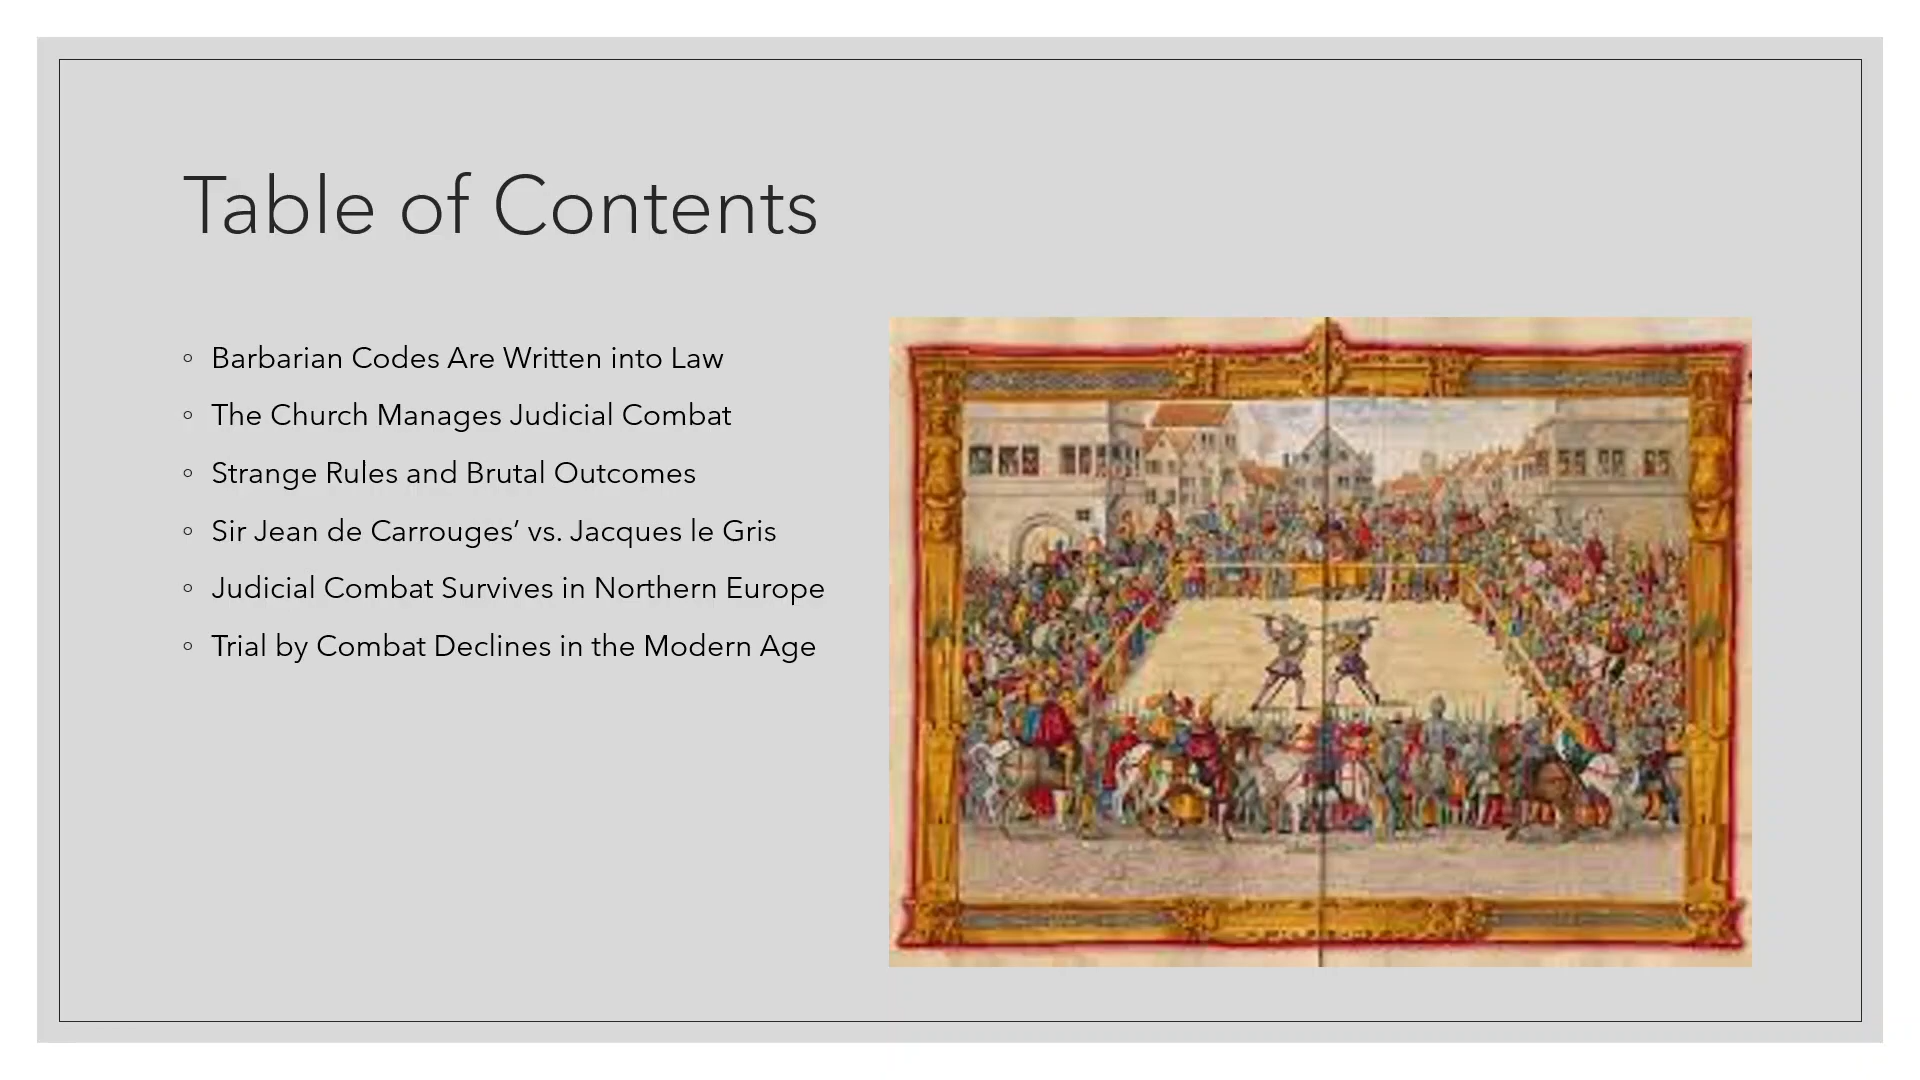 Table of Contents
◦ Barbarian Codes Are Written into Law
◦ The Church Manages Judicial Combat
◦ Strange Rules and Brutal Outcomes
◦ Sir Jean de Carrouges’ vs. Jacques le Gris
◦ Judicial Combat Survives in Northern Europe
◦ Trial by Combat Declines in the Modern Age